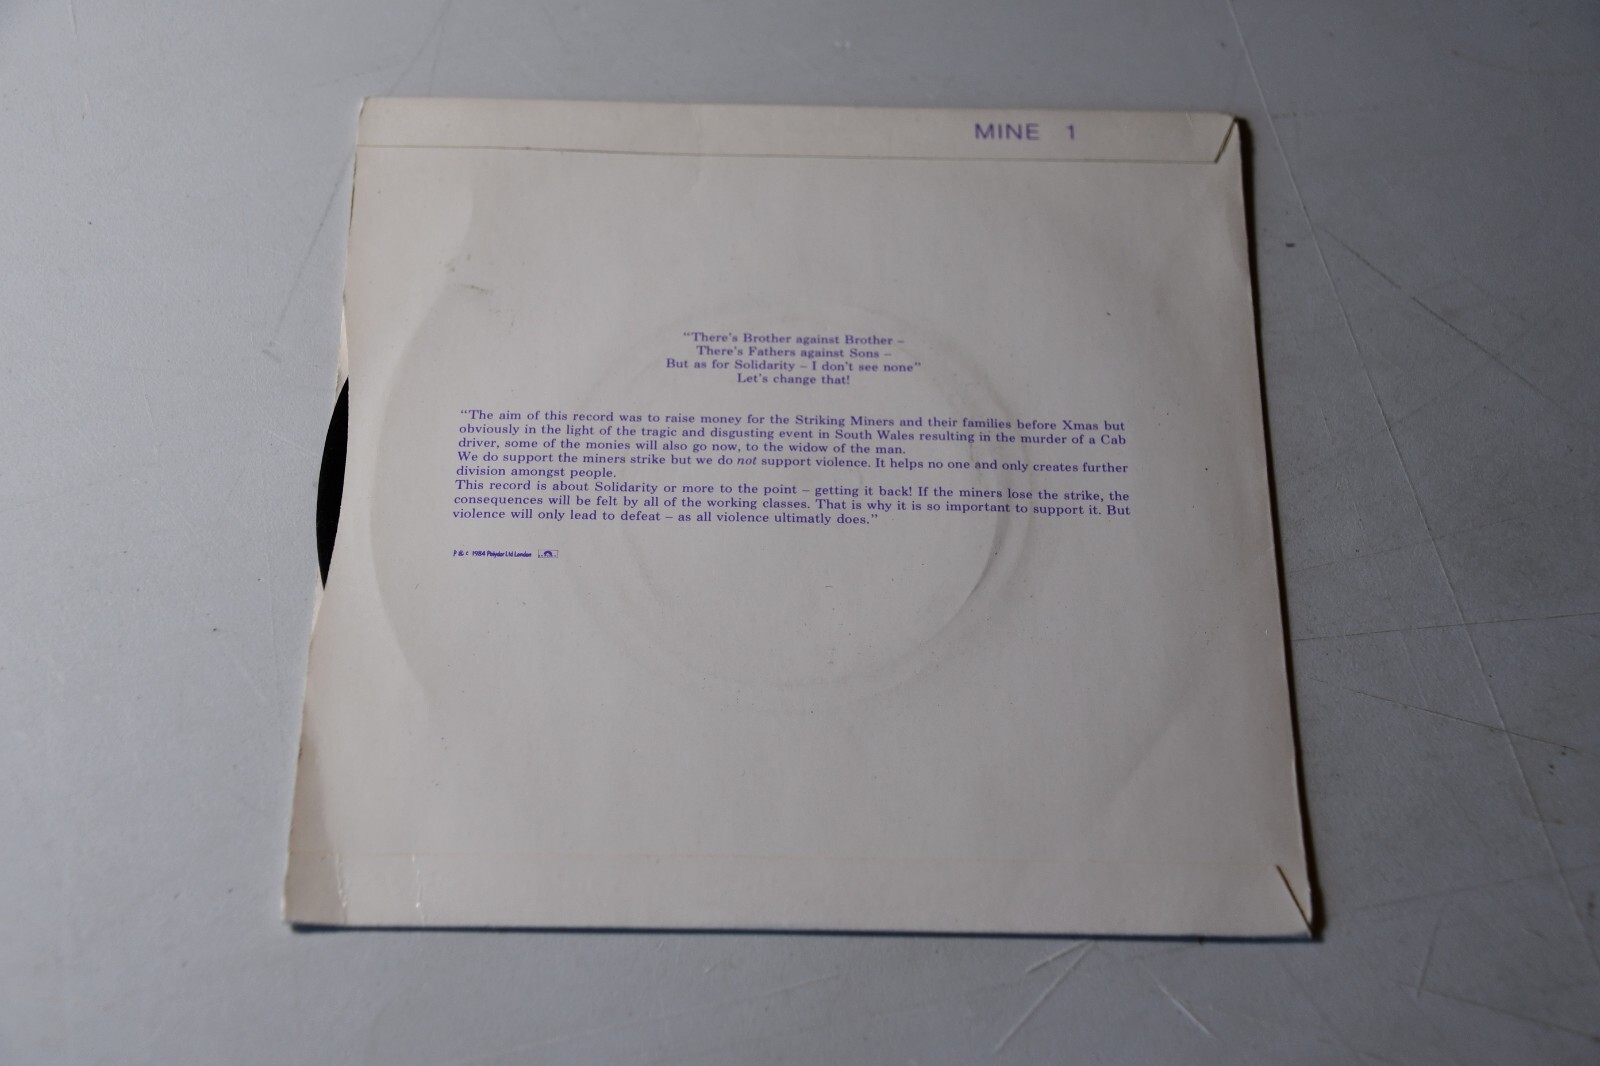 MINE 1
"There's Brother against Brother –
There's Fathers against Sons –
But as for Solidarity – I don't see none"
Let's change that!
"The aim of this record was to raise money for the Striking Miners and their families before Xmas but
obviously in the light of the tragic and disgusting event in South Wales resulting in the murder of a Cab
driver, some of the monies will also go now, to the widow of the man.
We do support the miners strike but we do not support violence. It helps no one and only creates further
division amongst people.
This record is about Solidarity or more to the point – getting it back! If the miners lose the strike, the
consequences will be felt by all of the working classes. That is why it is so important to support it. But
violence will only lead to defeat – as all violence ultimatly does."
P & c 1984 Polydor Ltd London